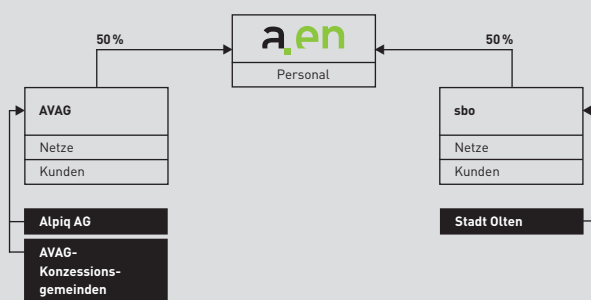 50 %
a.en
50 %
Personal
AVAG
Netze
Kunden
sbo
Netze
Kunden
Alpiq AG
AVAG-
Konzessions-
gemeinden
Stadt Olten